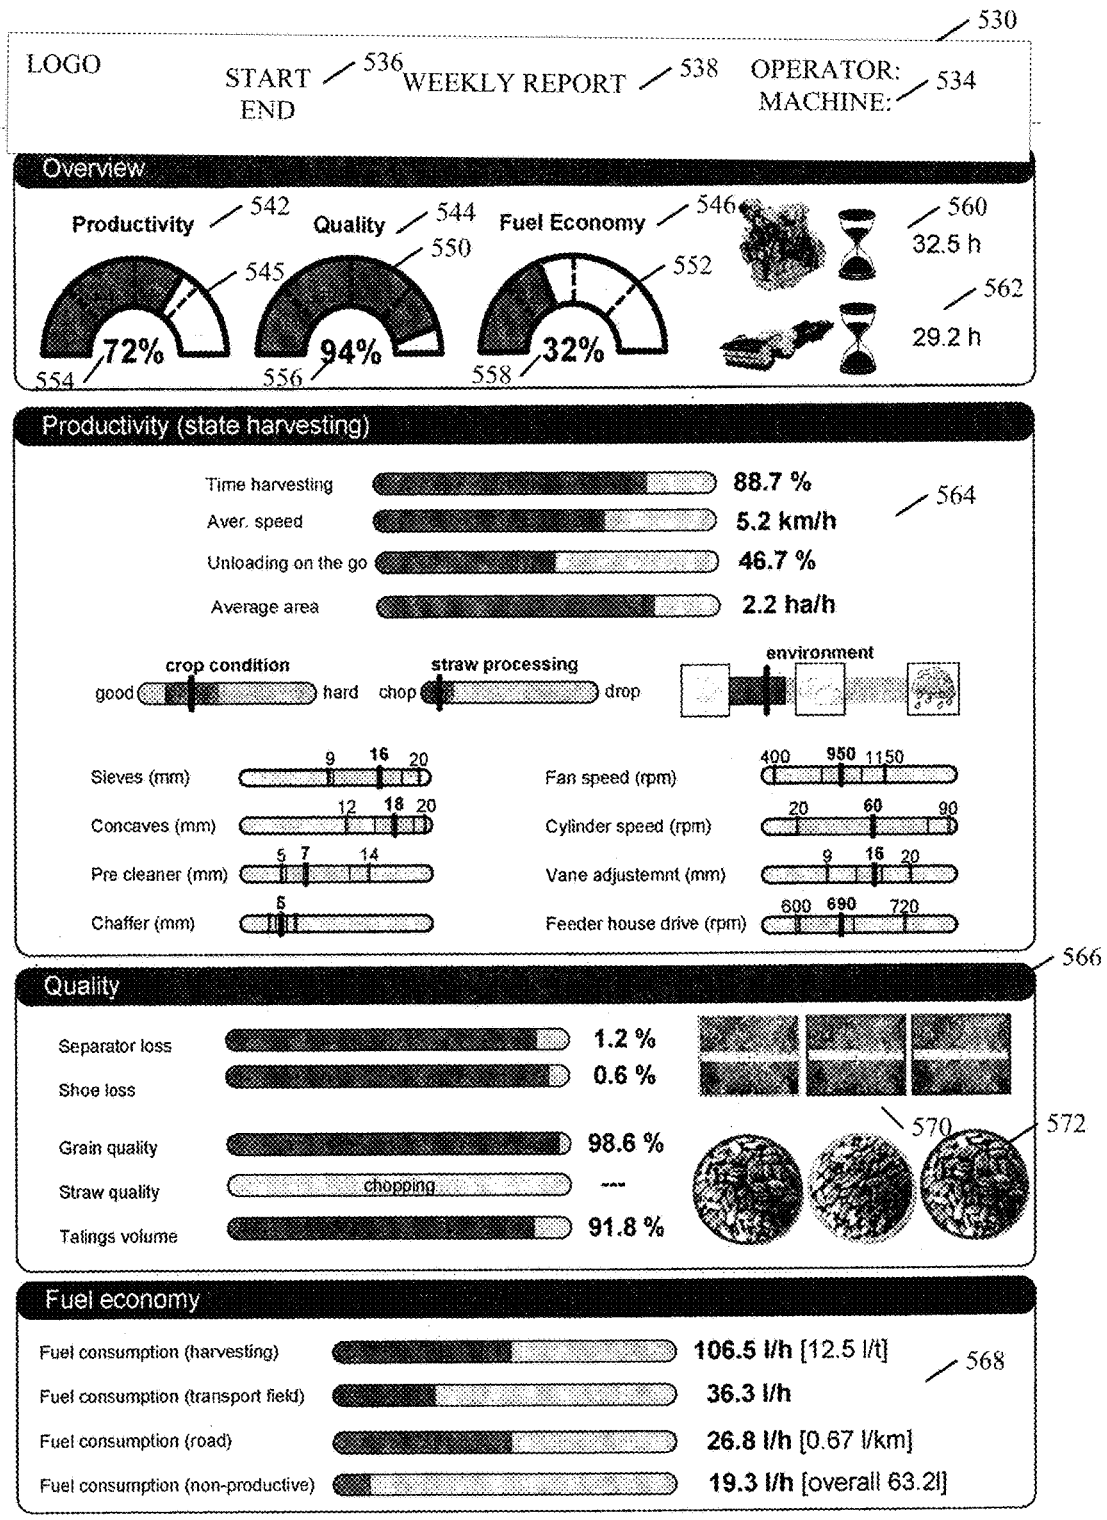 530
LOGO
START 536 WEEKLY REPORT 538 OPERATOR:
END MACHINE: 534
Overview
Productivity 542 Quality 544 Fuel Economy 546 560
545 550 552 32.5 h
562
72% 94% 32% 29.2 h
554 556 558
Productivity (state harvesting)
Time harvesting 88.7 % 564
Aver. speed 5.2 km/h
Unloading on the go 46.7 %
Average area 2.2 ha/h
crop condition straw processing environment
good hard chop drop
Sieves (mm) 9 16 20 Fan speed (rpm) 400 950 1150
Concaves (mm) 12 18 20 Cylinder speed (rpm) 20 60 90
Pre cleaner (mm) 5 7 14 Vane adjustemnt (mm) 9 16 20
Chaffer (mm) 5 Feeder house drive (rpm) 600 690 720
566
Quality
Separator loss 1.2 %
Shoe loss 0.6 %
570 572
Grain quality 98.6 %
Straw quality chopping ---
Talings volume 91.8 %
Fuel economy
Fuel consumption (harvesting) 106.5 l/h [12.5 l/t] 568
Fuel consumption (transport field) 36.3 l/h
Fuel consumption (road) 26.8 l/h [0.67 l/km]
Fuel consumption (non-productive) 19.3 l/h [overall 63.2l]